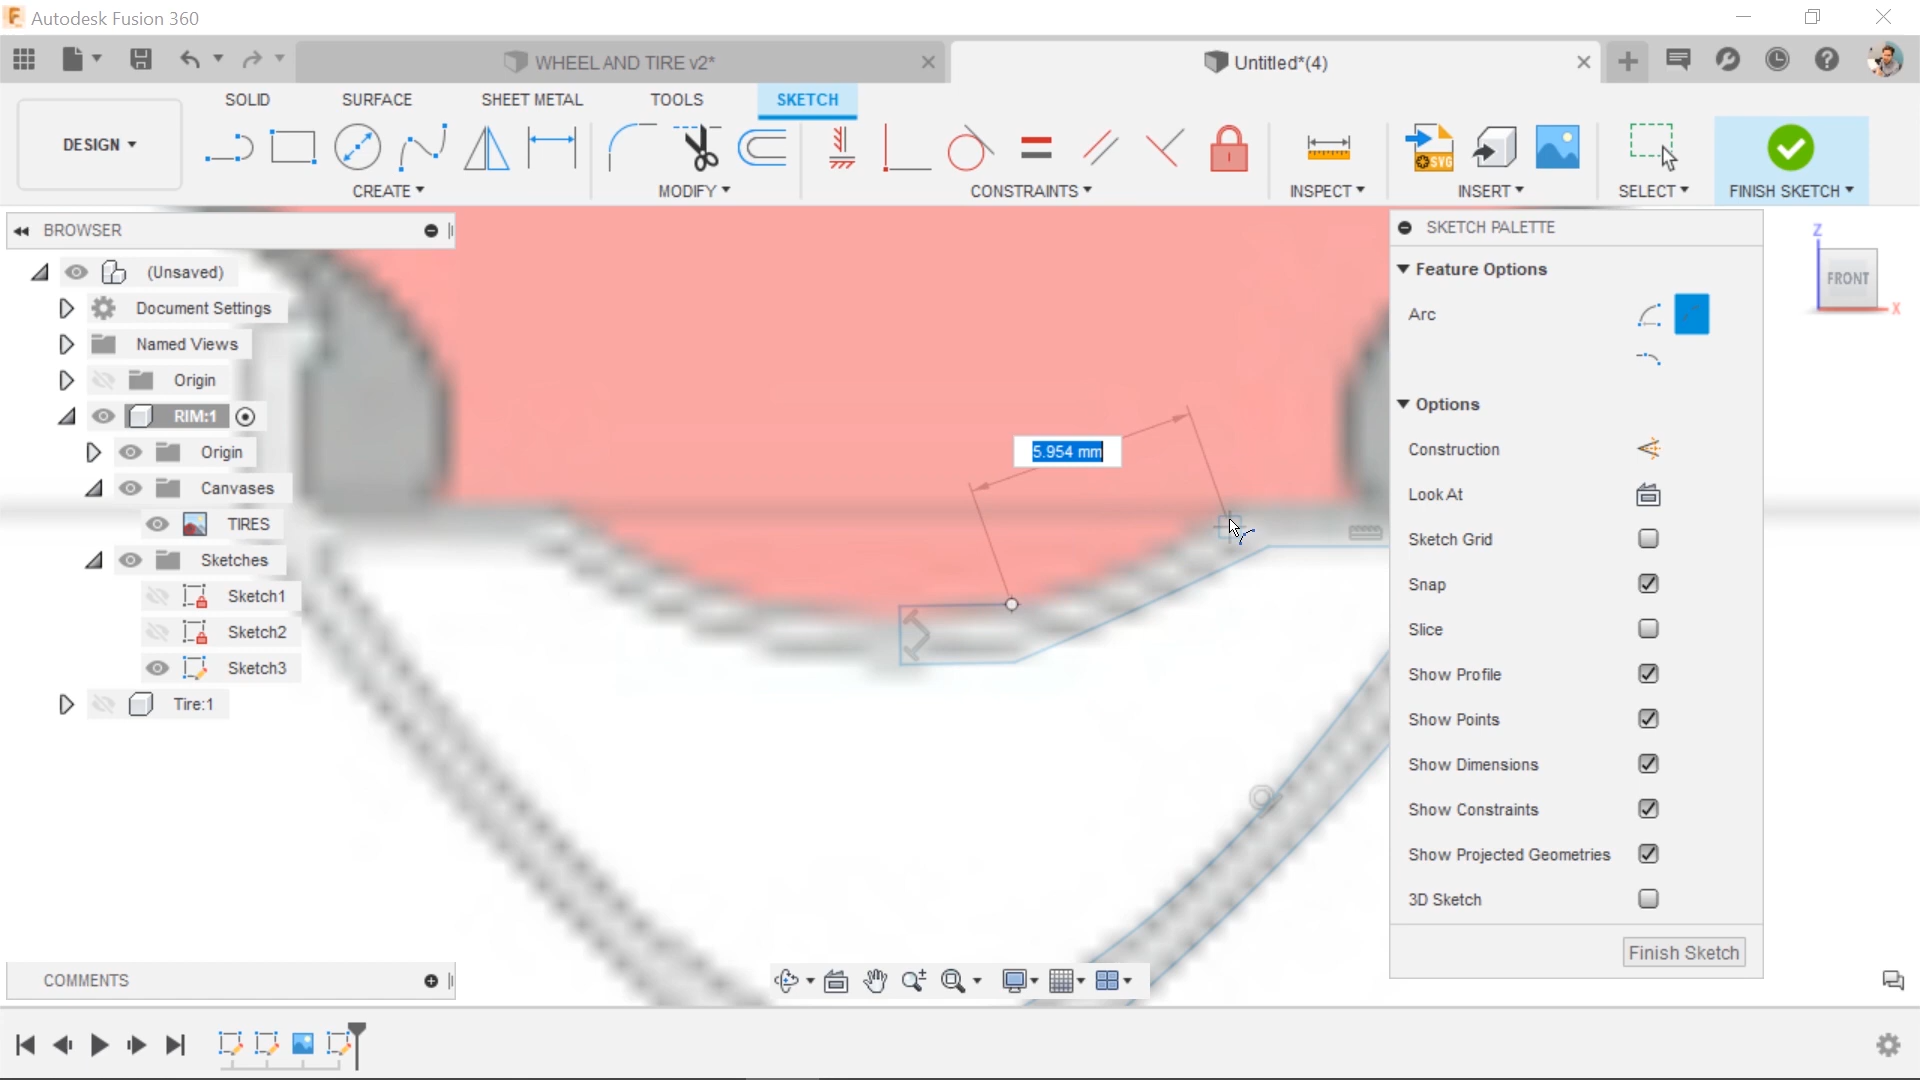 Autodesk Fusion 360
WHEEL AND TIRE v2*
Untitled*(4)
SOLID
SURFACE
SHEET METAL
TOOLS
SKETCH
DESIGN
CREATE
MODIFY
CONSTRAINTS
INSPECT
SVG
INSERT
SELECT
FINISH SKETCH
BROWSER
(Unsaved)
Document Settings
Named Views
Origin
RIM:1
Origin
Canvases
TIRES
Sketches
Sketch1
Sketch2
Sketch3
Tire:1
5.954 mm
SKETCH PALETTE
Feature Options
Arc
Options
Construction
Look At
Sketch Grid
Snap
Slice
Show Profile
Show Points
Show Dimensions
Show Constraints
Show Projected Geometries
3D Sketch
Finish Sketch
Z
FRONT
X
COMMENTS